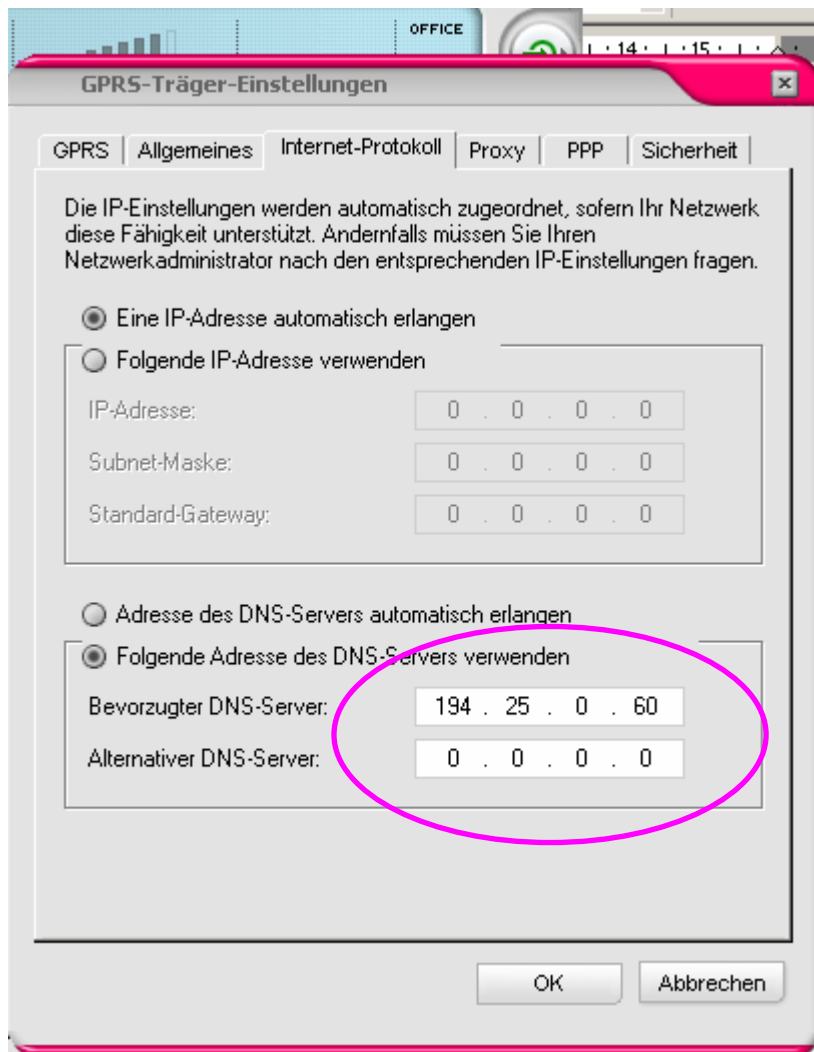 OFFICE
14 15
GPRS-Träger-Einstellungen
GPRS Allgemeines Internet-Protokoll Proxy PPP Sicherheit
Die IP-Einstellungen werden automatisch zugeordnet, sofern Ihr Netzwerk
diese Fähigkeit unterstützt. Andernfalls müssen Sie Ihren
Netzwerkadministrator nach den entsprechenden IP-Einstellungen fragen.
Eine IP-Adresse automatisch erlangen
Folgende IP-Adresse verwenden
IP-Adresse: 0 . 0 . 0 . 0
Subnet-Maske: 0 . 0 . 0 . 0
Standard-Gateway: 0 . 0 . 0 . 0
Adresse des DNS-Servers automatisch erlangen
Folgende Adresse des DNS-Servers verwenden
Bevorzugter DNS-Server: 194 . 25 . 0 . 60
Alternativer DNS-Server: 0 . 0 . 0 . 0
OK Abbrechen